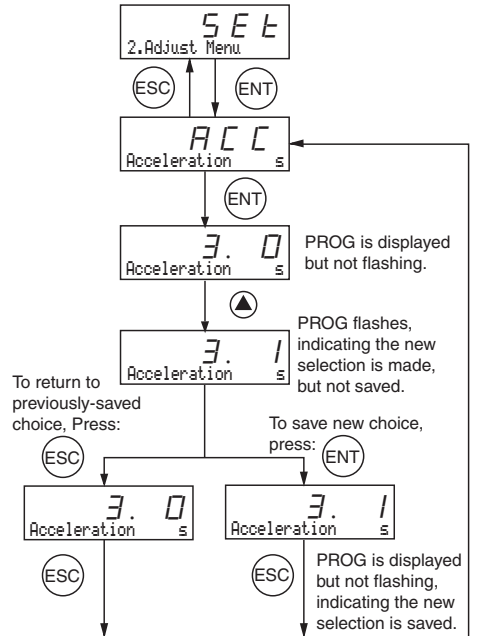 SEt
2.Adjust Menu
ESC
ENT
ACC
Acceleration s
ENT
3. 0
Acceleration s
PROG is displayed
but not flashing.
3. 1
Acceleration s
PROG flashes,
indicating the new
selection is made,
but not saved.
To return to
previously-saved
choice, Press:
ESC
To save new choice,
press:
ENT
3. 0
Acceleration s
3. 1
Acceleration s
ESC
ESC
PROG is displayed
but not flashing,
indicating the new
selection is saved.